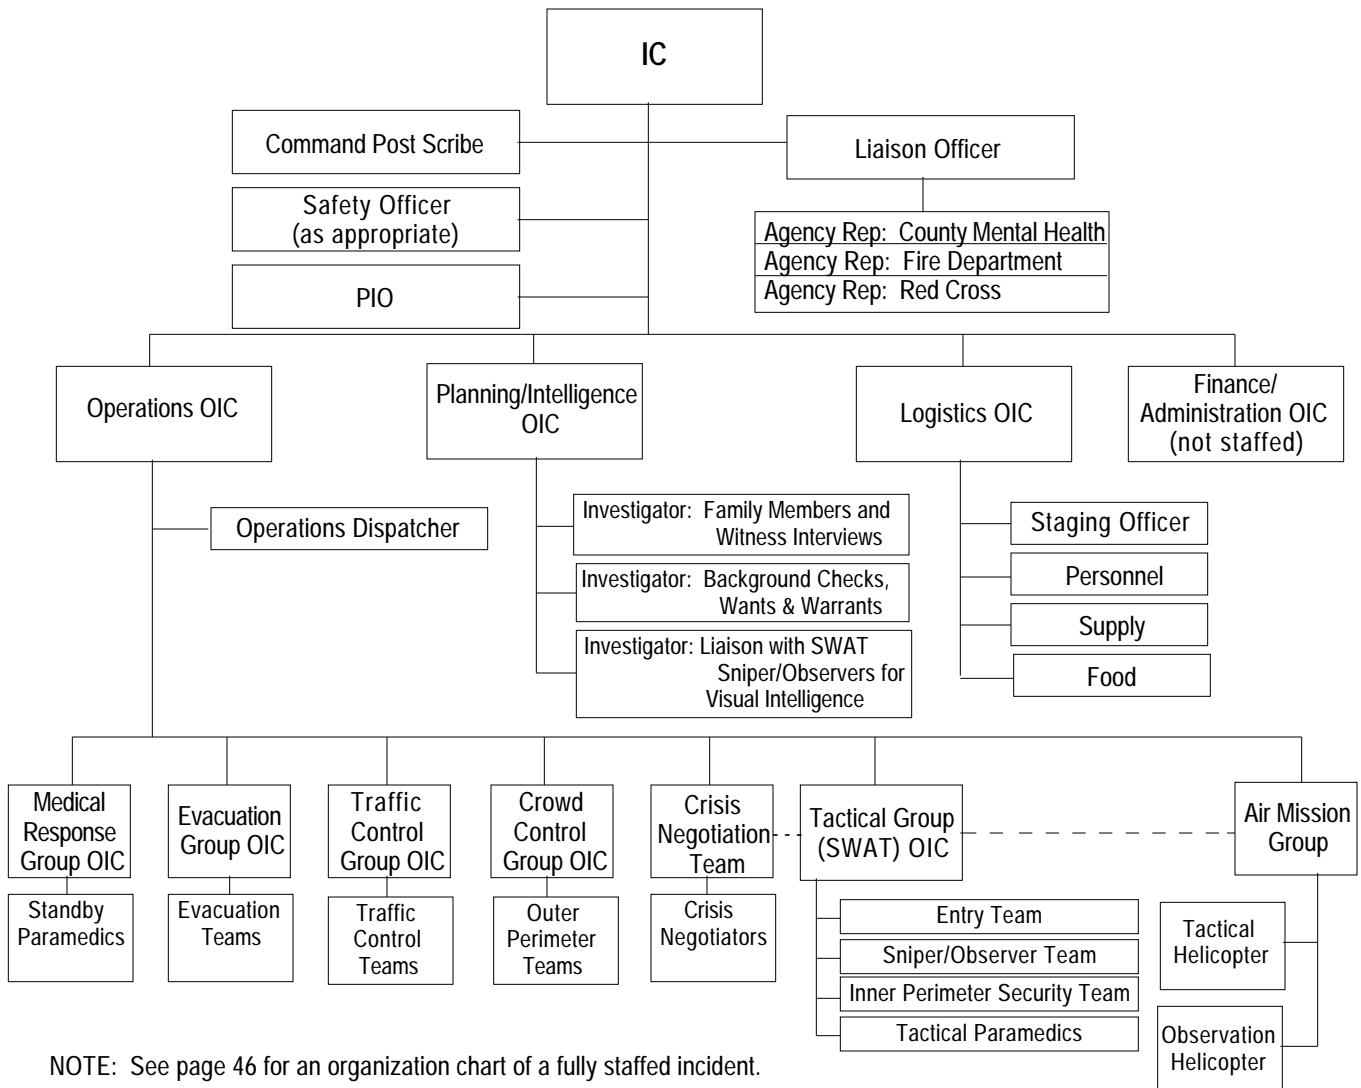 IC
Command Post Scribe
Liaison Officer
Safety Officer
(as appropriate)
Agency Rep: County Mental Health
Agency Rep: Fire Department
Agency Rep: Red Cross
PIO
Operations OIC
Planning/Intelligence
OIC
Logistics OIC
Finance/
Administration OIC
(not staffed)
Operations Dispatcher
Investigator: Family Members and
Witness Interviews
Investigator: Background Checks,
Wants & Warrants
Investigator: Liaison with SWAT
Sniper/Observers for
Visual Intelligence
Staging Officer
Personnel
Supply
Food
Medical
Response
Group OIC
Evacuation
Group OIC
Traffic
Control
Group OIC
Crowd
Control
Group OIC
Crisis
Negotiation
Team
Tactical Group
(SWAT) OIC
Air Mission
Group
Standby
Paramedics
Evacuation
Teams
Traffic
Control
Teams
Outer
Perimeter
Teams
Crisis
Negotiators
Entry Team
Sniper/Observer Team
Inner Perimeter Security Team
Tactical Paramedics
Tactical
Helicopter
Observation
Helicopter
NOTE: See page 46 for an organization chart of a fully staffed incident.